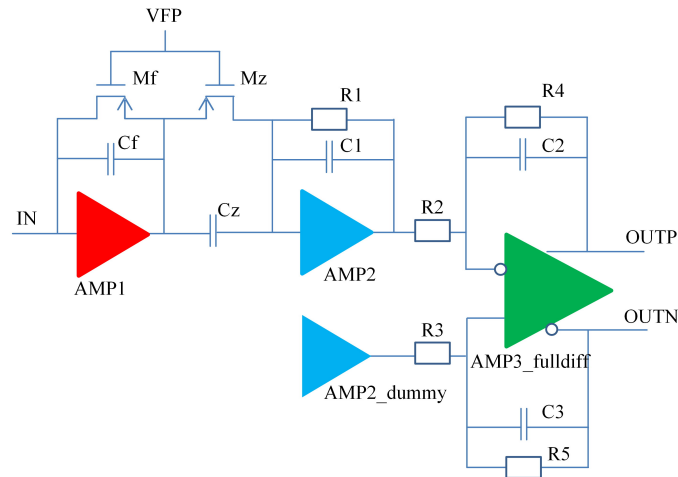 VFP
Mf
Mz
R1
R4
Cf
C1
C2
IN
Cz
R2
OUTP
AMP1
AMP2
R3
OUTN
AMP3_fulldiff
AMP2_dummy
C3
R5